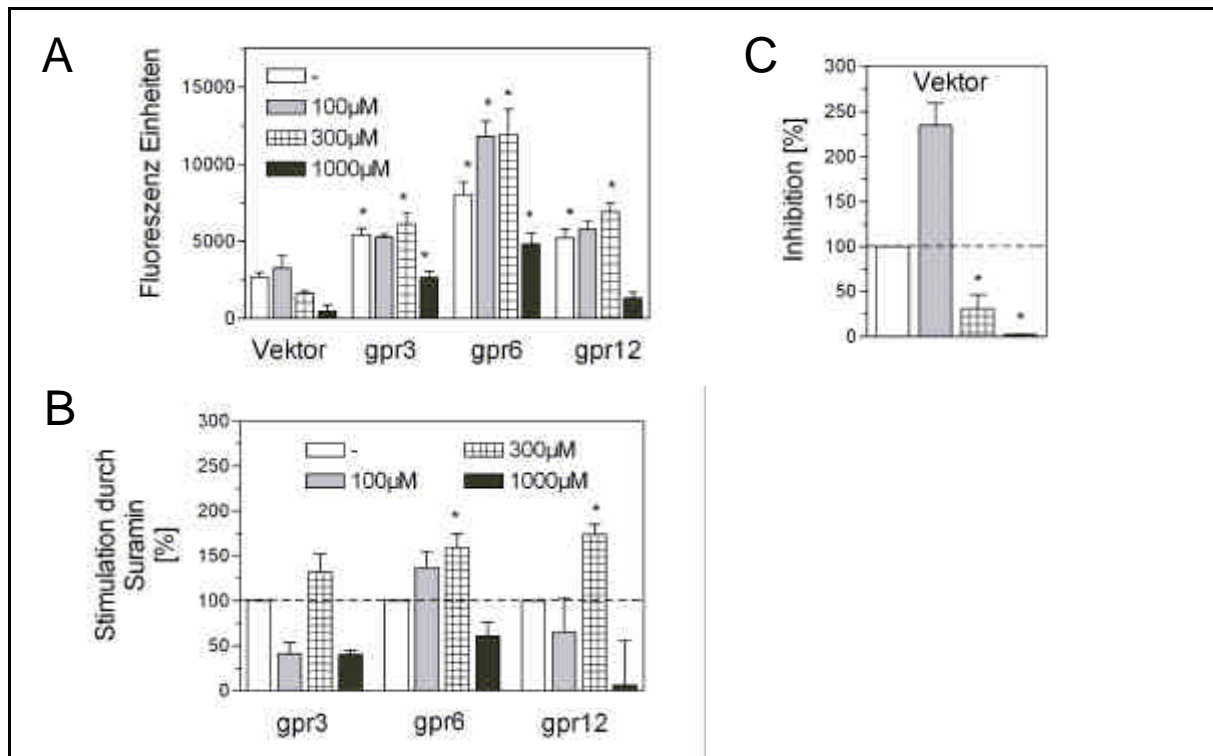 A
Fluoreszenz Einheiten
15000
10000
5000
0
-
100µM
300µM
1000µM
* * * * * * * * *
Vektor gpr3 gpr6 gpr12
C
Inhibition [%]
300
250
200
150
100
50
0
Vektor
* *
B
Stimulation durch
Suramin
[%]
300
250
200
150
100
50
0
- 300µM
100µM 1000µM
* *
gpr3 gpr6 gpr12